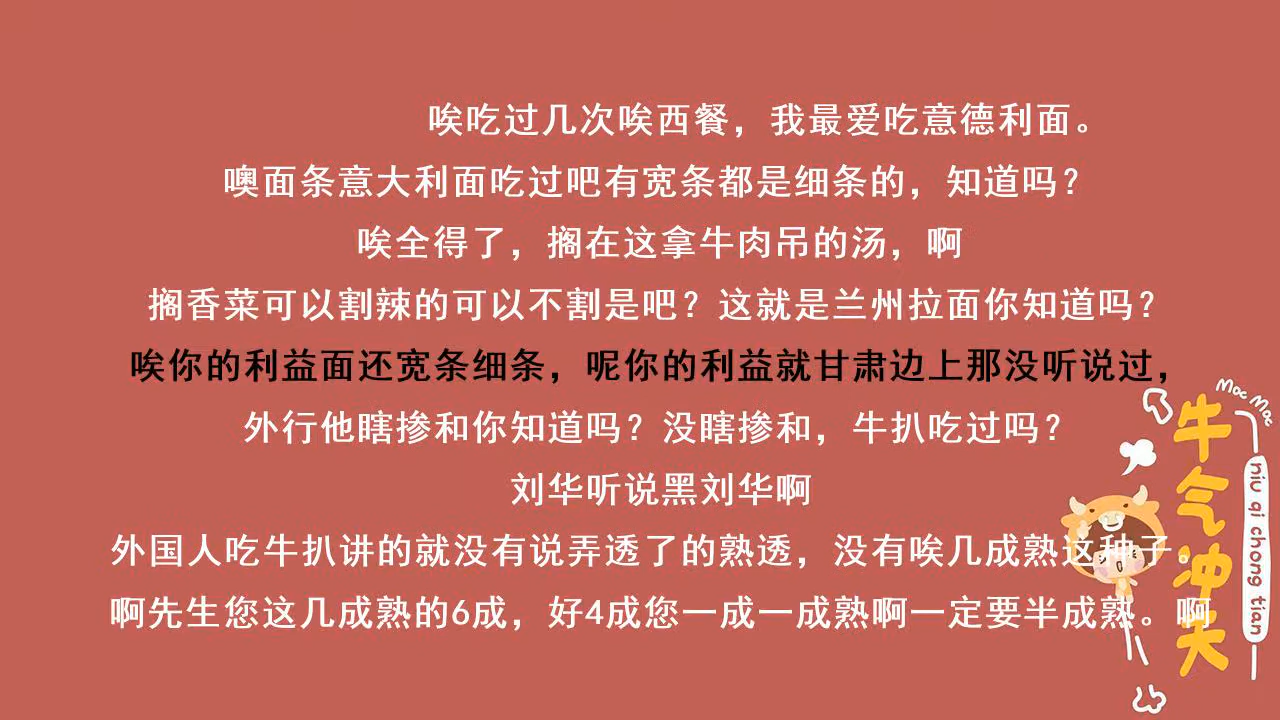 唉吃过几次唉西餐，我最爱吃意德利面。
噢面条意大利面吃过吧有宽条都是细条的，知道吗？
唉全得了，搁在这拿牛肉吊的汤，啊
搁香菜可以割辣的可以不割是吧？这就是兰州拉面你知道吗？
唉你的利益面还宽条细条，呢你的利益就甘肃边上那没听说过，
外行他瞎掺和你知道吗？没瞎掺和，牛扒吃过吗？
刘华听说黑刘华啊
外国人吃牛扒讲的就没有说弄透了的熟透，没有唉几成熟这种子。
啊先生您这几成熟的6成，好4成您一成一成熟啊一定要半成熟。啊
Moc Moc
牛气冲天
niu qi chong tian